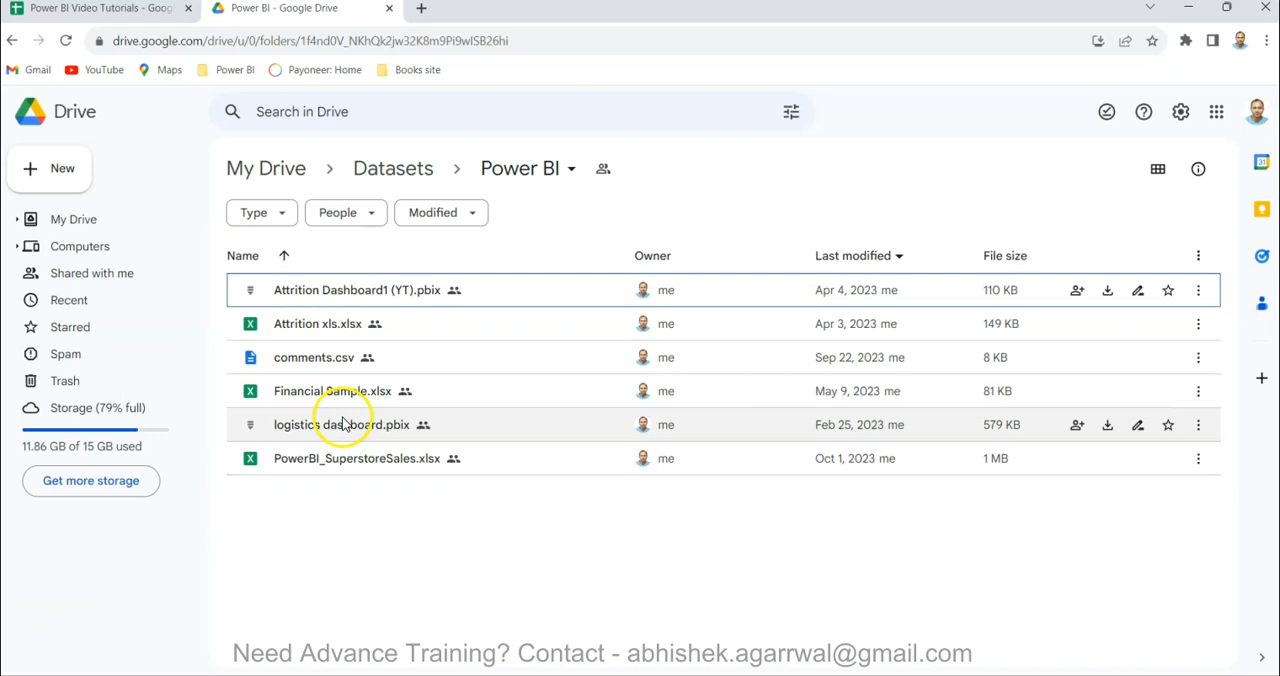 Power BI Video Tutorials - Goog
Power BI - Google Drive
drive.google.com/drive/u/0/folders/1f4nd0V_NKhQk2jw32K8m9Pi9wISB26hi
Gmail YouTube Maps Power BI Payoneer: Home Books site
Drive
Search in Drive
New
My Drive
Computers
Shared with me
Recent
Starred
Spam
Trash
Storage (79% full)
11.86 GB of 15 GB used
Get more storage
My Drive > Datasets > Power BI
Type People Modified
Name Owner Last modified File size
Attrition Dashboard1 (YT).pbix me Apr 4, 2023 me 110 KB
Attrition xls.xlsx me Apr 3, 2023 me 149 KB
comments.csv me Sep 22, 2023 me 8 KB
Financial Sample.xlsx me May 9, 2023 me 81 KB
logistics dashboard.pbix me Feb 25, 2023 me 579 KB
PowerBI_SuperstoreSales.xlsx me Oct 1, 2023 me 1 MB
31
Need Advance Training? Contact - abhishek.agarrwal@gmail.com